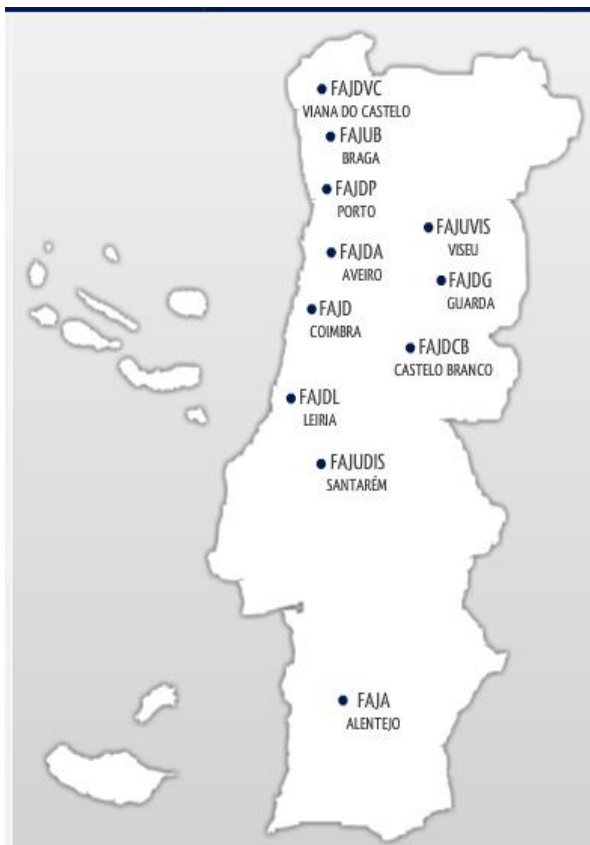 FAJDVC
VIANA DO CASTELO
FAJUB
BRAGA
FAJDP
PORTO
FAJUVIS
VISEU
FAJDA
AVEIRO
FAJDG
GUARDA
FAJD
COIMBRA
FAJDCB
CASTELO BRANCO
FAJDL
LEIRIA
FAJUDIS
SANTARÉM
FAJA
ALENTEJO